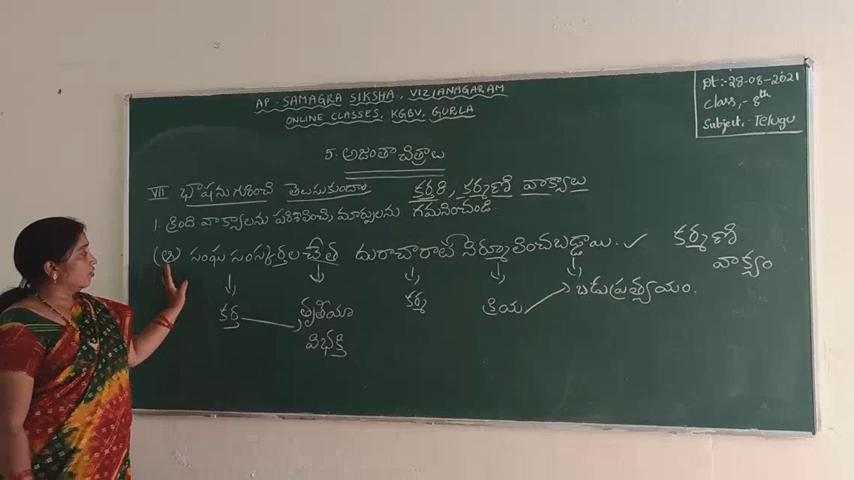 AP-SAMAGRA SIKSHA, VIZIANAGARAM
ONLINE CLASSES, KGBV, GURLA
Dt:-28-08-2021
Class:- 8th
Subject:- Telugu
5. అజంతా చిత్రాలు
VII భాషను గురించి తెలుసుకుందాం కర్తరి, కర్మణి వాక్యాలు
1. క్రింది వాక్యాలను పరిశీలించి, మార్పులను గమనించండి.
(ఆ) సంఘ సంస్కర్తల చేత దురాచారాలు నిర్మూలించబడ్డాయి. ✓ కర్మణి
వాక్యం
కర్త తృతీయా కర్మ క్రియ బడు ప్రత్యయం.
విభక్తి